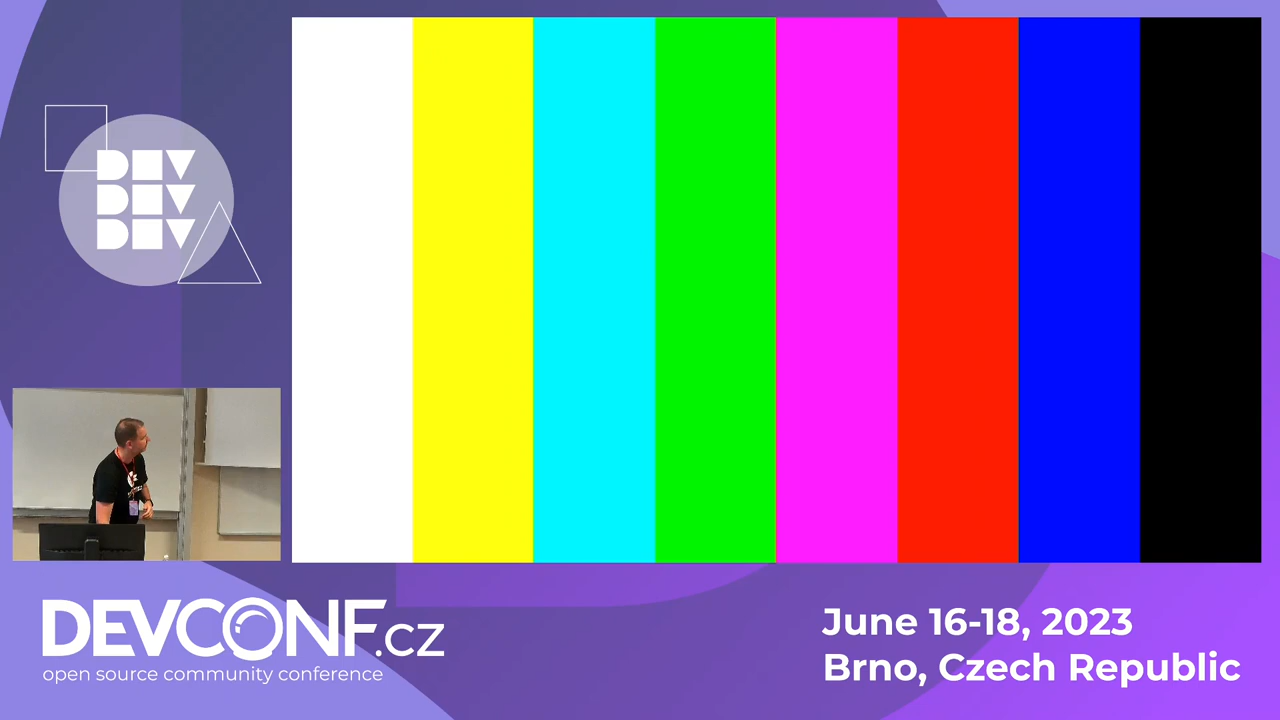 DEV
DEV
DEV
DEVCONF.cz
open source community conference
June 16-18, 2023
Brno, Czech Republic